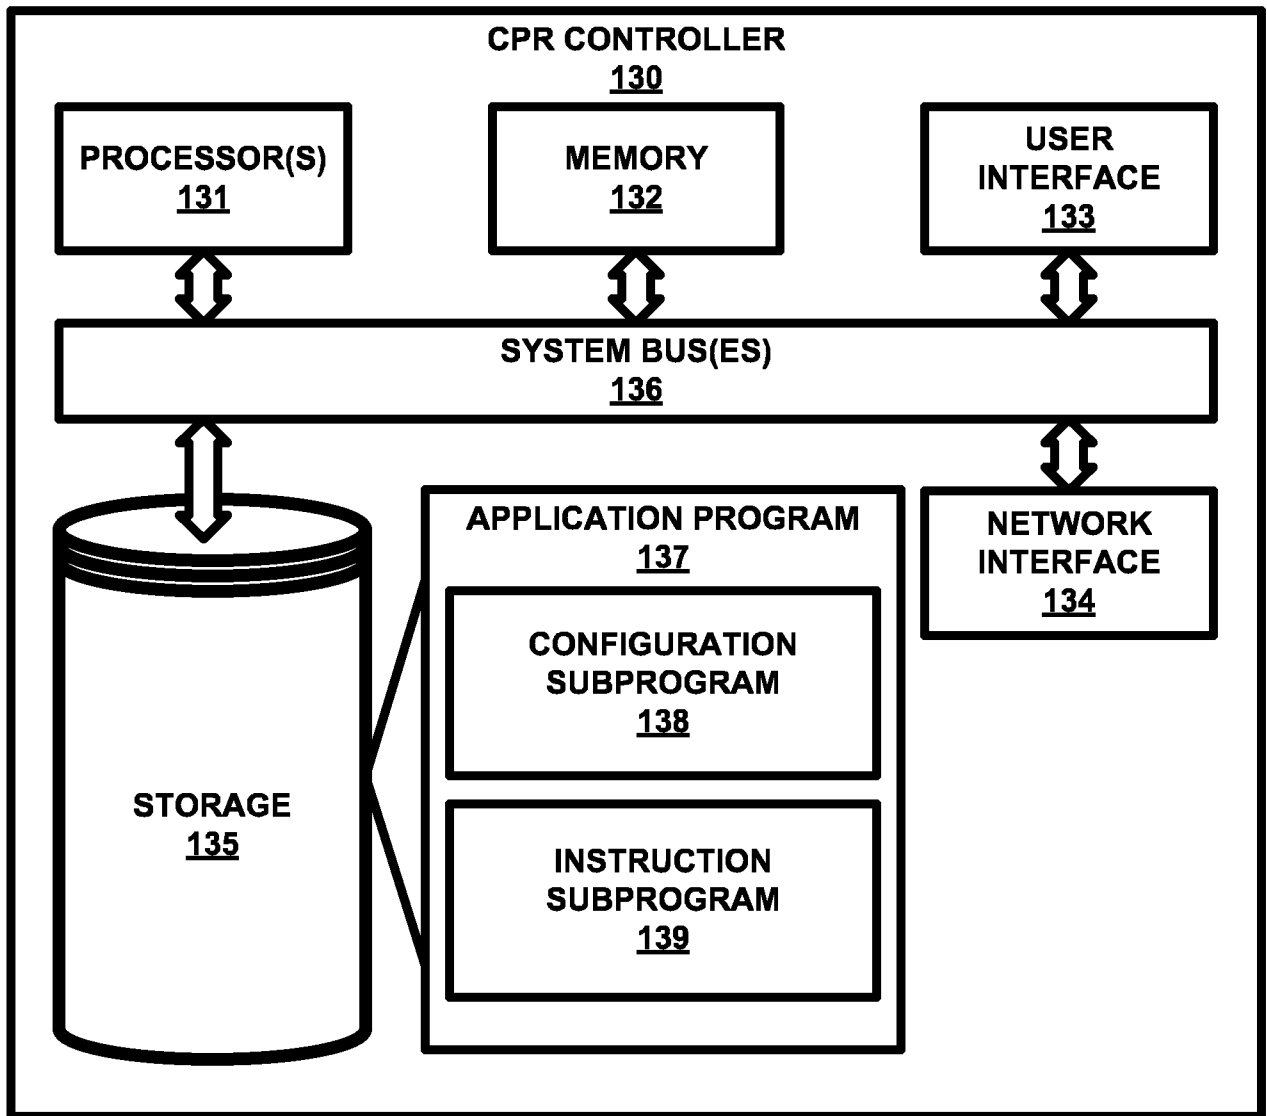 CPR CONTROLLER
130
PROCESSOR(S)
131
MEMORY
132
USER
INTERFACE
133
SYSTEM BUS(ES)
136
STORAGE
135
APPLICATION PROGRAM
137
CONFIGURATION
SUBPROGRAM
138
INSTRUCTION
SUBPROGRAM
139
NETWORK
INTERFACE
134